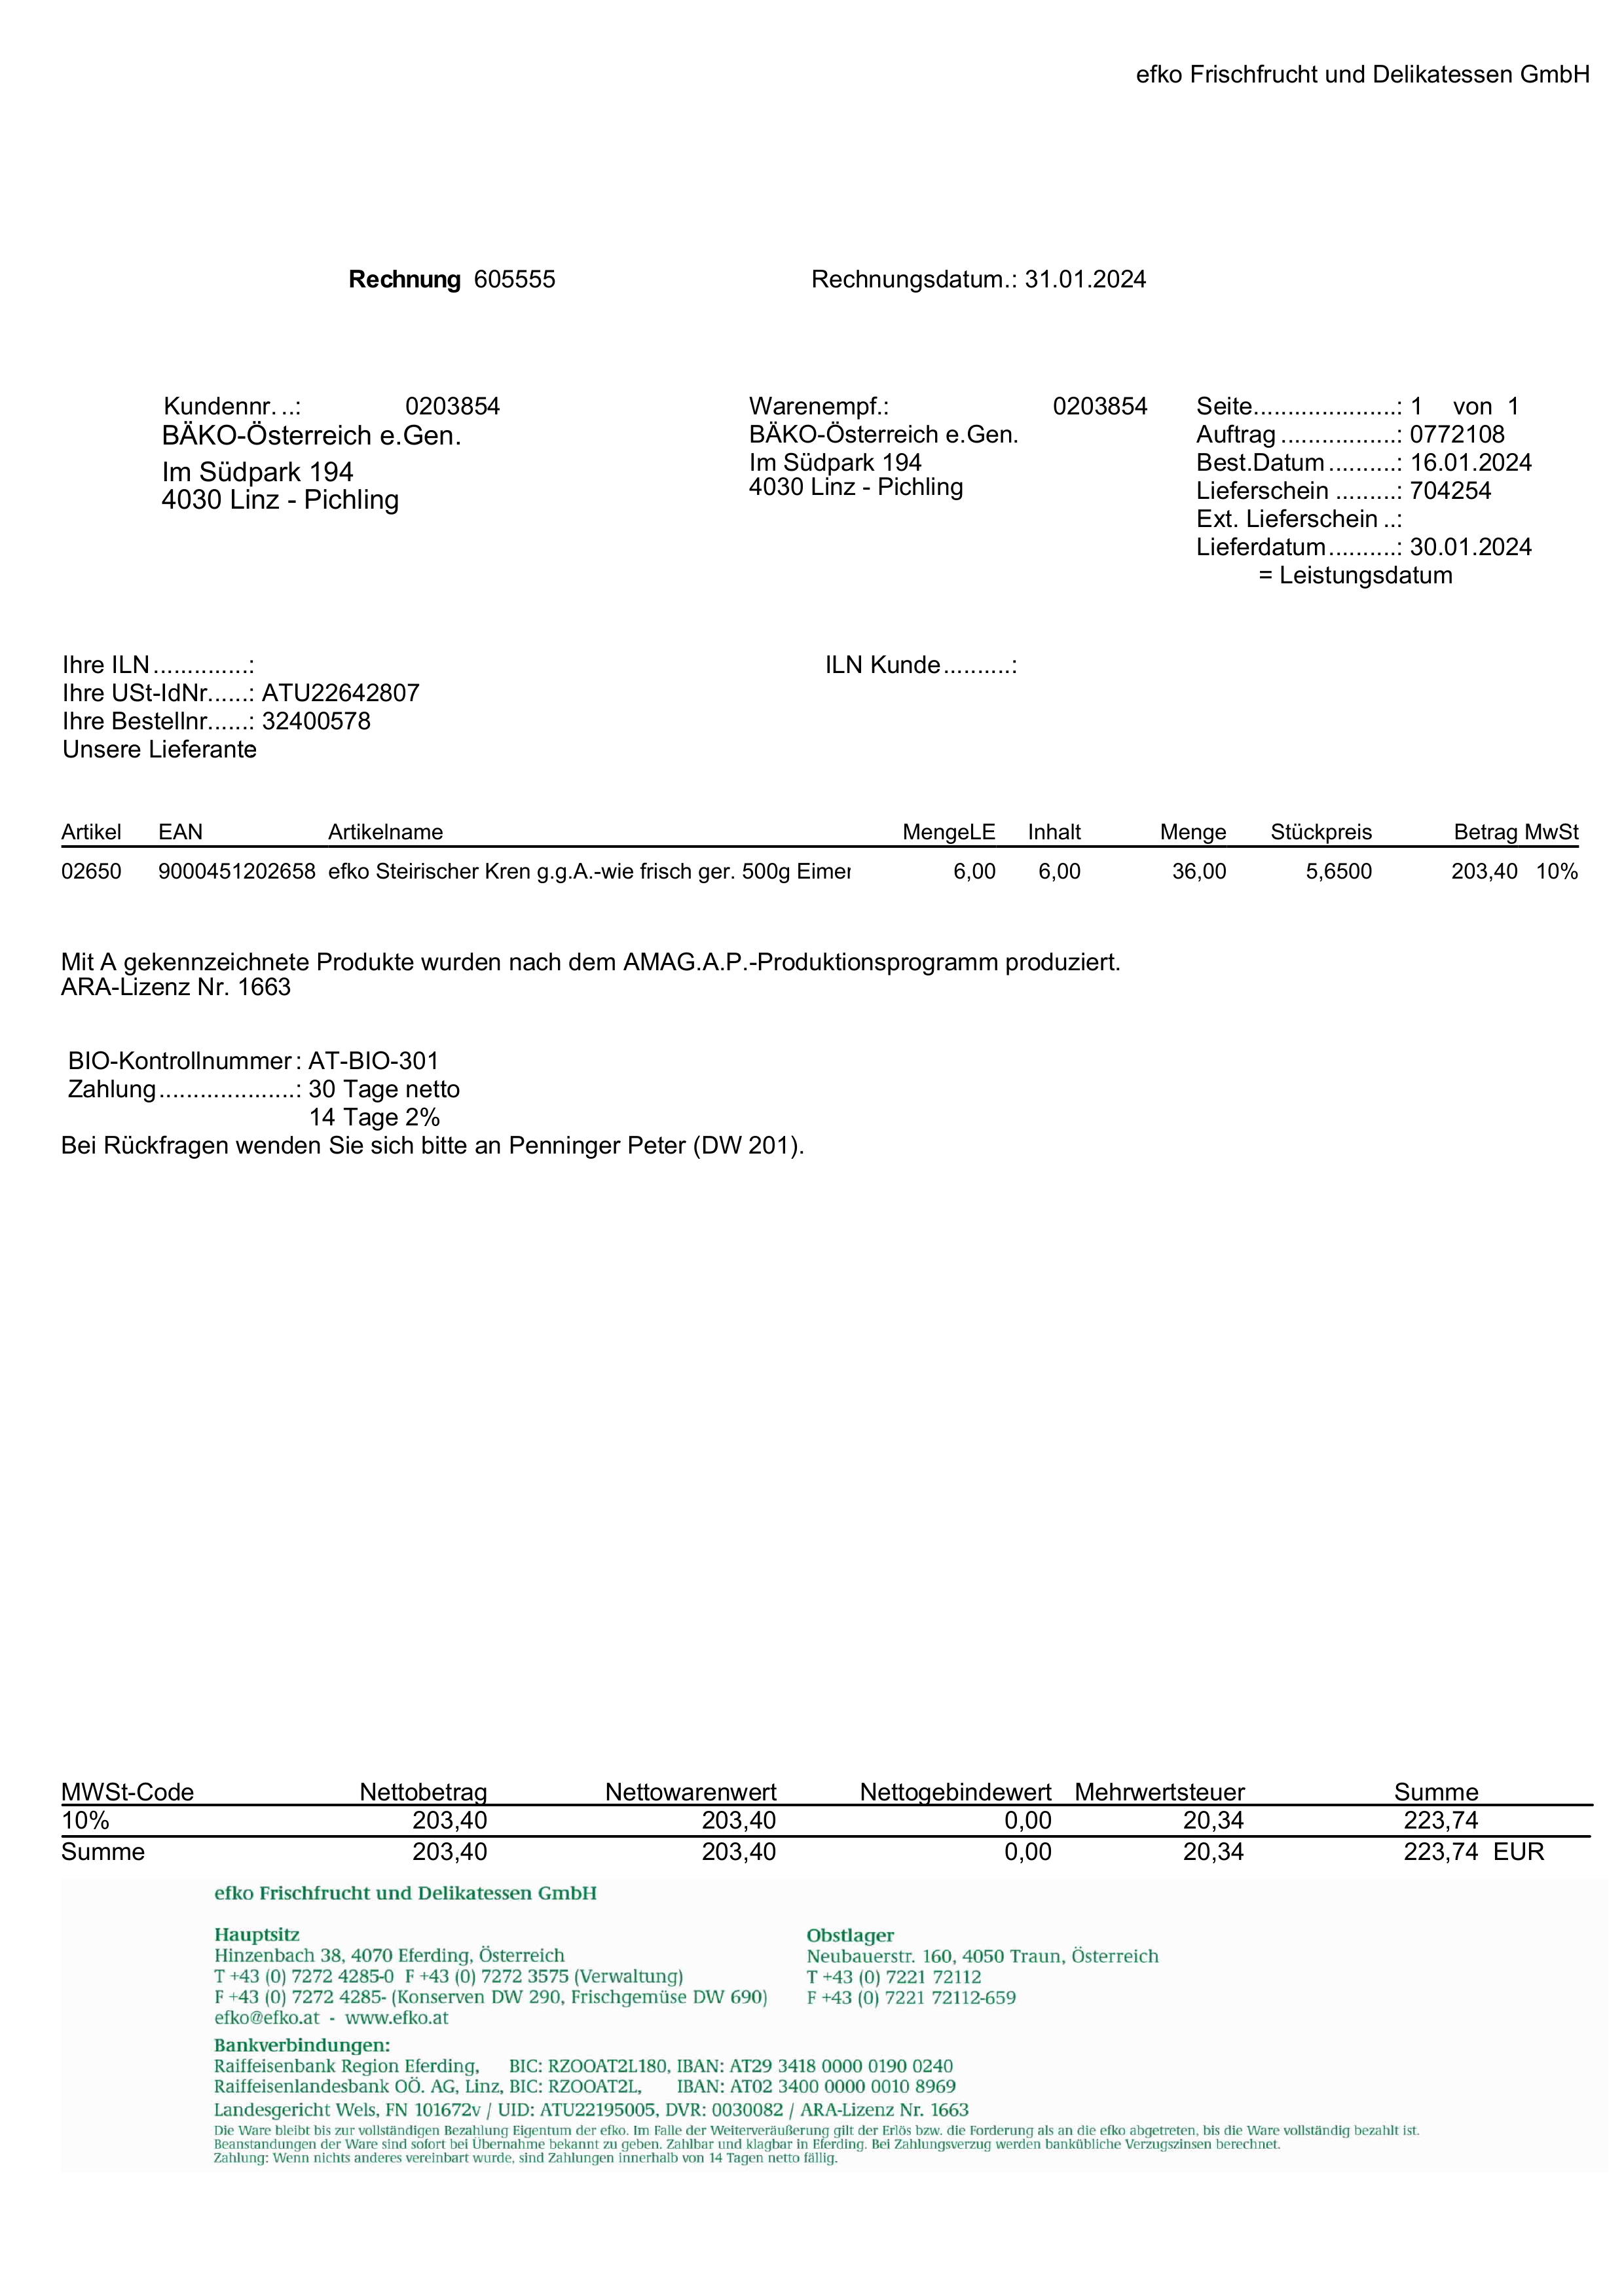 efko Frischfrucht und Delikatessen GmbH
Rechnung 605555 Rechnungsdatum.: 31.01.2024
Kundennr. ..: 0203854 Warenempf.: 0203854 Seite.....................: 1 von 1
BÄKO-Österreich e.Gen. BÄKO-Österreich e.Gen. Auftrag .................: 0772108
Im Südpark 194 Im Südpark 194 Best.Datum ..........: 16.01.2024
4030 Linz - Pichling 4030 Linz - Pichling Lieferschein .........: 704254
Ext. Lieferschein ..:
Lieferdatum..........: 30.01.2024
= Leistungsdatum
Ihre ILN..............: ILN Kunde..........:
Ihre USt-IdNr......: ATU22642807
Ihre Bestellnr......: 32400578
Unsere Lieferante
Artikel EAN Artikelname MengeLE Inhalt Menge Stückpreis Betrag MwSt
02650 9000451202658 efko Steirischer Kren g.g.A.-wie frisch ger. 500g Eimer 6,00 6,00 36,00 5,6500 203,40 10%
Mit A gekennzeichnete Produkte wurden nach dem AMAG.A.P.-Produktionsprogramm produziert.
ARA-Lizenz Nr. 1663
BIO-Kontrollnummer: AT-BIO-301
Zahlung....................: 30 Tage netto
14 Tage 2%
Bei Rückfragen wenden Sie sich bitte an Penninger Peter (DW 201).
MWSt-Code Nettobetrag Nettowarenwert Nettogebindewert Mehrwertsteuer Summe
10% 203,40 203,40 0,00 20,34 223,74
Summe 203,40 203,40 0,00 20,34 223,74 EUR
efko Frischfrucht und Delikatessen GmbH
Hauptsitz Obstlager
Hinzenbach 38, 4070 Eferding, Österreich Neubauerstr. 160, 4050 Traun, Österreich
T +43 (0) 7272 4285-0 F +43 (0) 7272 3575 (Verwaltung) T +43 (0) 7221 72112
F +43 (0) 7272 4285- (Konserven DW 290, Frischgemüse DW 690) F +43 (0) 7221 72112-659
efko@efko.at - www.efko.at
Bankverbindungen:
Raiffeisenbank Region Eferding, BIC: RZOOAT2L180, IBAN: AT29 3418 0000 0190 0240
Raiffeisenlandesbank OÖ. AG, Linz, BIC: RZOOAT2L, IBAN: AT02 3400 0000 0010 8969
Landesgericht Wels, FN 101672v / UID: ATU22195005, DVR: 0030082 / ARA-Lizenz Nr. 1663
Die Ware bleibt bis zur vollständigen Bezahlung Eigentum der efko. Im Falle der Weiterveräußerung gilt der Erlös bzw. die Forderung als an die efko abgetreten, bis die Ware vollständig bezahlt ist.
Beanstandungen der Ware sind sofort bei Übernahme bekannt zu geben. Zahlbar und klagbar in Eferding. Bei Zahlungsverzug werden bankübliche Verzugszinsen berechnet.
Zahlung: Wenn nichts anderes vereinbart wurde, sind Zahlungen innerhalb von 14 Tagen netto fällig.